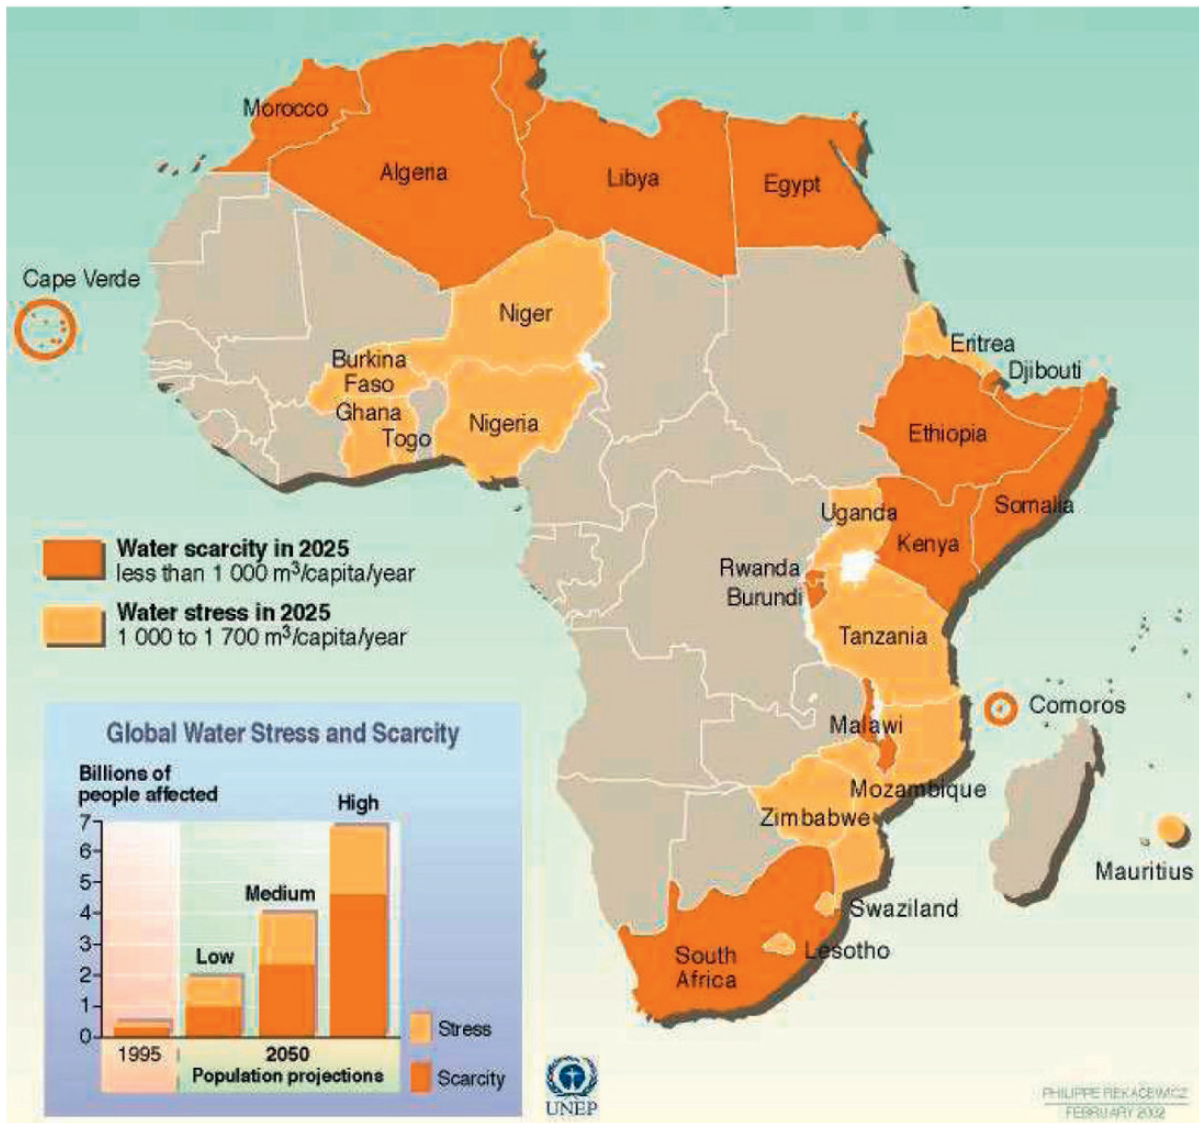 Morocco
Algeria
Libya
Egypt
Cape Verde
Niger
Burkina
Faso
Ghana
Togo
Nigeria
Eritrea
Djibouti
Ethiopia
Somalia
Uganda
Kenya
Rwanda
Burundi
Tanzania
Comoros
Malawi
Mozambique
Zimbabwe
Mauritius
Swaziland
Lesotho
South
Africa
Water scarcity in 2025
less than 1 000 m³/capita/year
Water stress in 2025
1 000 to 1 700 m³/capita/year
Global Water Stress and Scarcity
Billions of
people affected
7
6
5
4
3
2
1
0
Low
Medium
High
1995
2050
Population projections
Stress
Scarcity
UNEP
PHILIPPE REKACEWICZ
FEBRUARY 2002